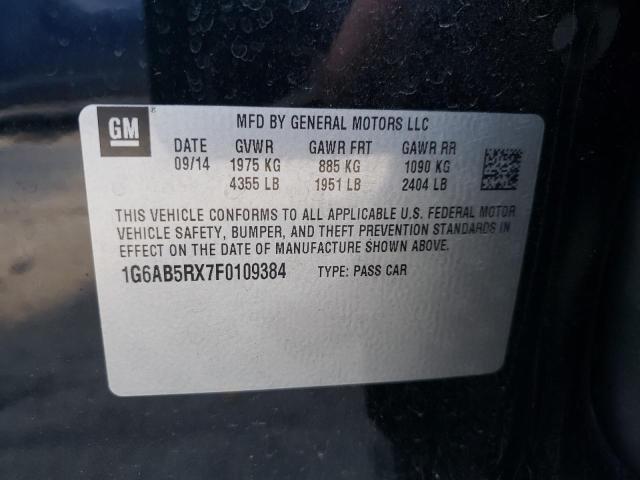 GM
MFD BY GENERAL MOTORS LLC
DATE GVWR GAWR FRT GAWR RR
09/14 1975 KG 885 KG 1090 KG
4355 LB 1951 LB 2404 LB
THIS VEHICLE CONFORMS TO ALL APPLICABLE U.S. FEDERAL MOTOR
VEHICLE SAFETY, BUMPER, AND THEFT PREVENTION STANDARDS IN
EFFECT ON THE DATE OF MANUFACTURE SHOWN ABOVE.
1G6AB5RX7F0109384 TYPE: PASS CAR